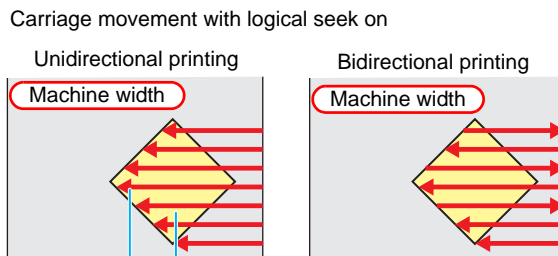 Carriage movement with logical seek on
Unidirectional printing
Bidirectional printing
Machine width
Machine width